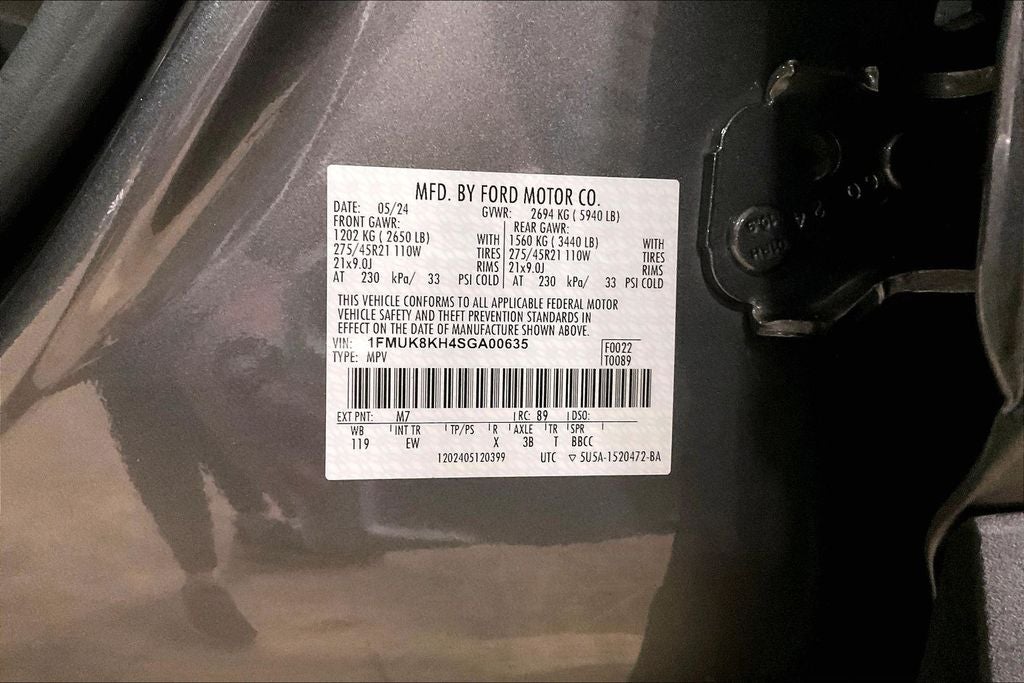 MFD. BY FORD MOTOR CO.
DATE: 05/24 GVWR: 2694 KG ( 5940 LB)
FRONT GAWR: REAR GAWR:
1202 KG ( 2650 LB) WITH 1560 KG ( 3440 LB) WITH
275/45R21 110W TIRES 275/45R21 110W TIRES
21x9.0J RIMS 21x9.0J RIMS
AT 230 kPa/ 33 PSI COLD AT 230 kPa/ 33 PSI COLD
THIS VEHICLE CONFORMS TO ALL APPLICABLE FEDERAL MOTOR
VEHICLE SAFETY AND THEFT PREVENTION STANDARDS IN
EFFECT ON THE DATE OF MANUFACTURE SHOWN ABOVE.
VIN: 1FMUK8KH4SGA00635 F0022
TYPE: MPV T0089
EXT PNT: M7 RC: 89 DSO:
WB INT TR TP/PS R AXLE TR SPR
119 EW X 3B T BBCC
1202405120399 UTC ▽ 5U5A-1520472-BA